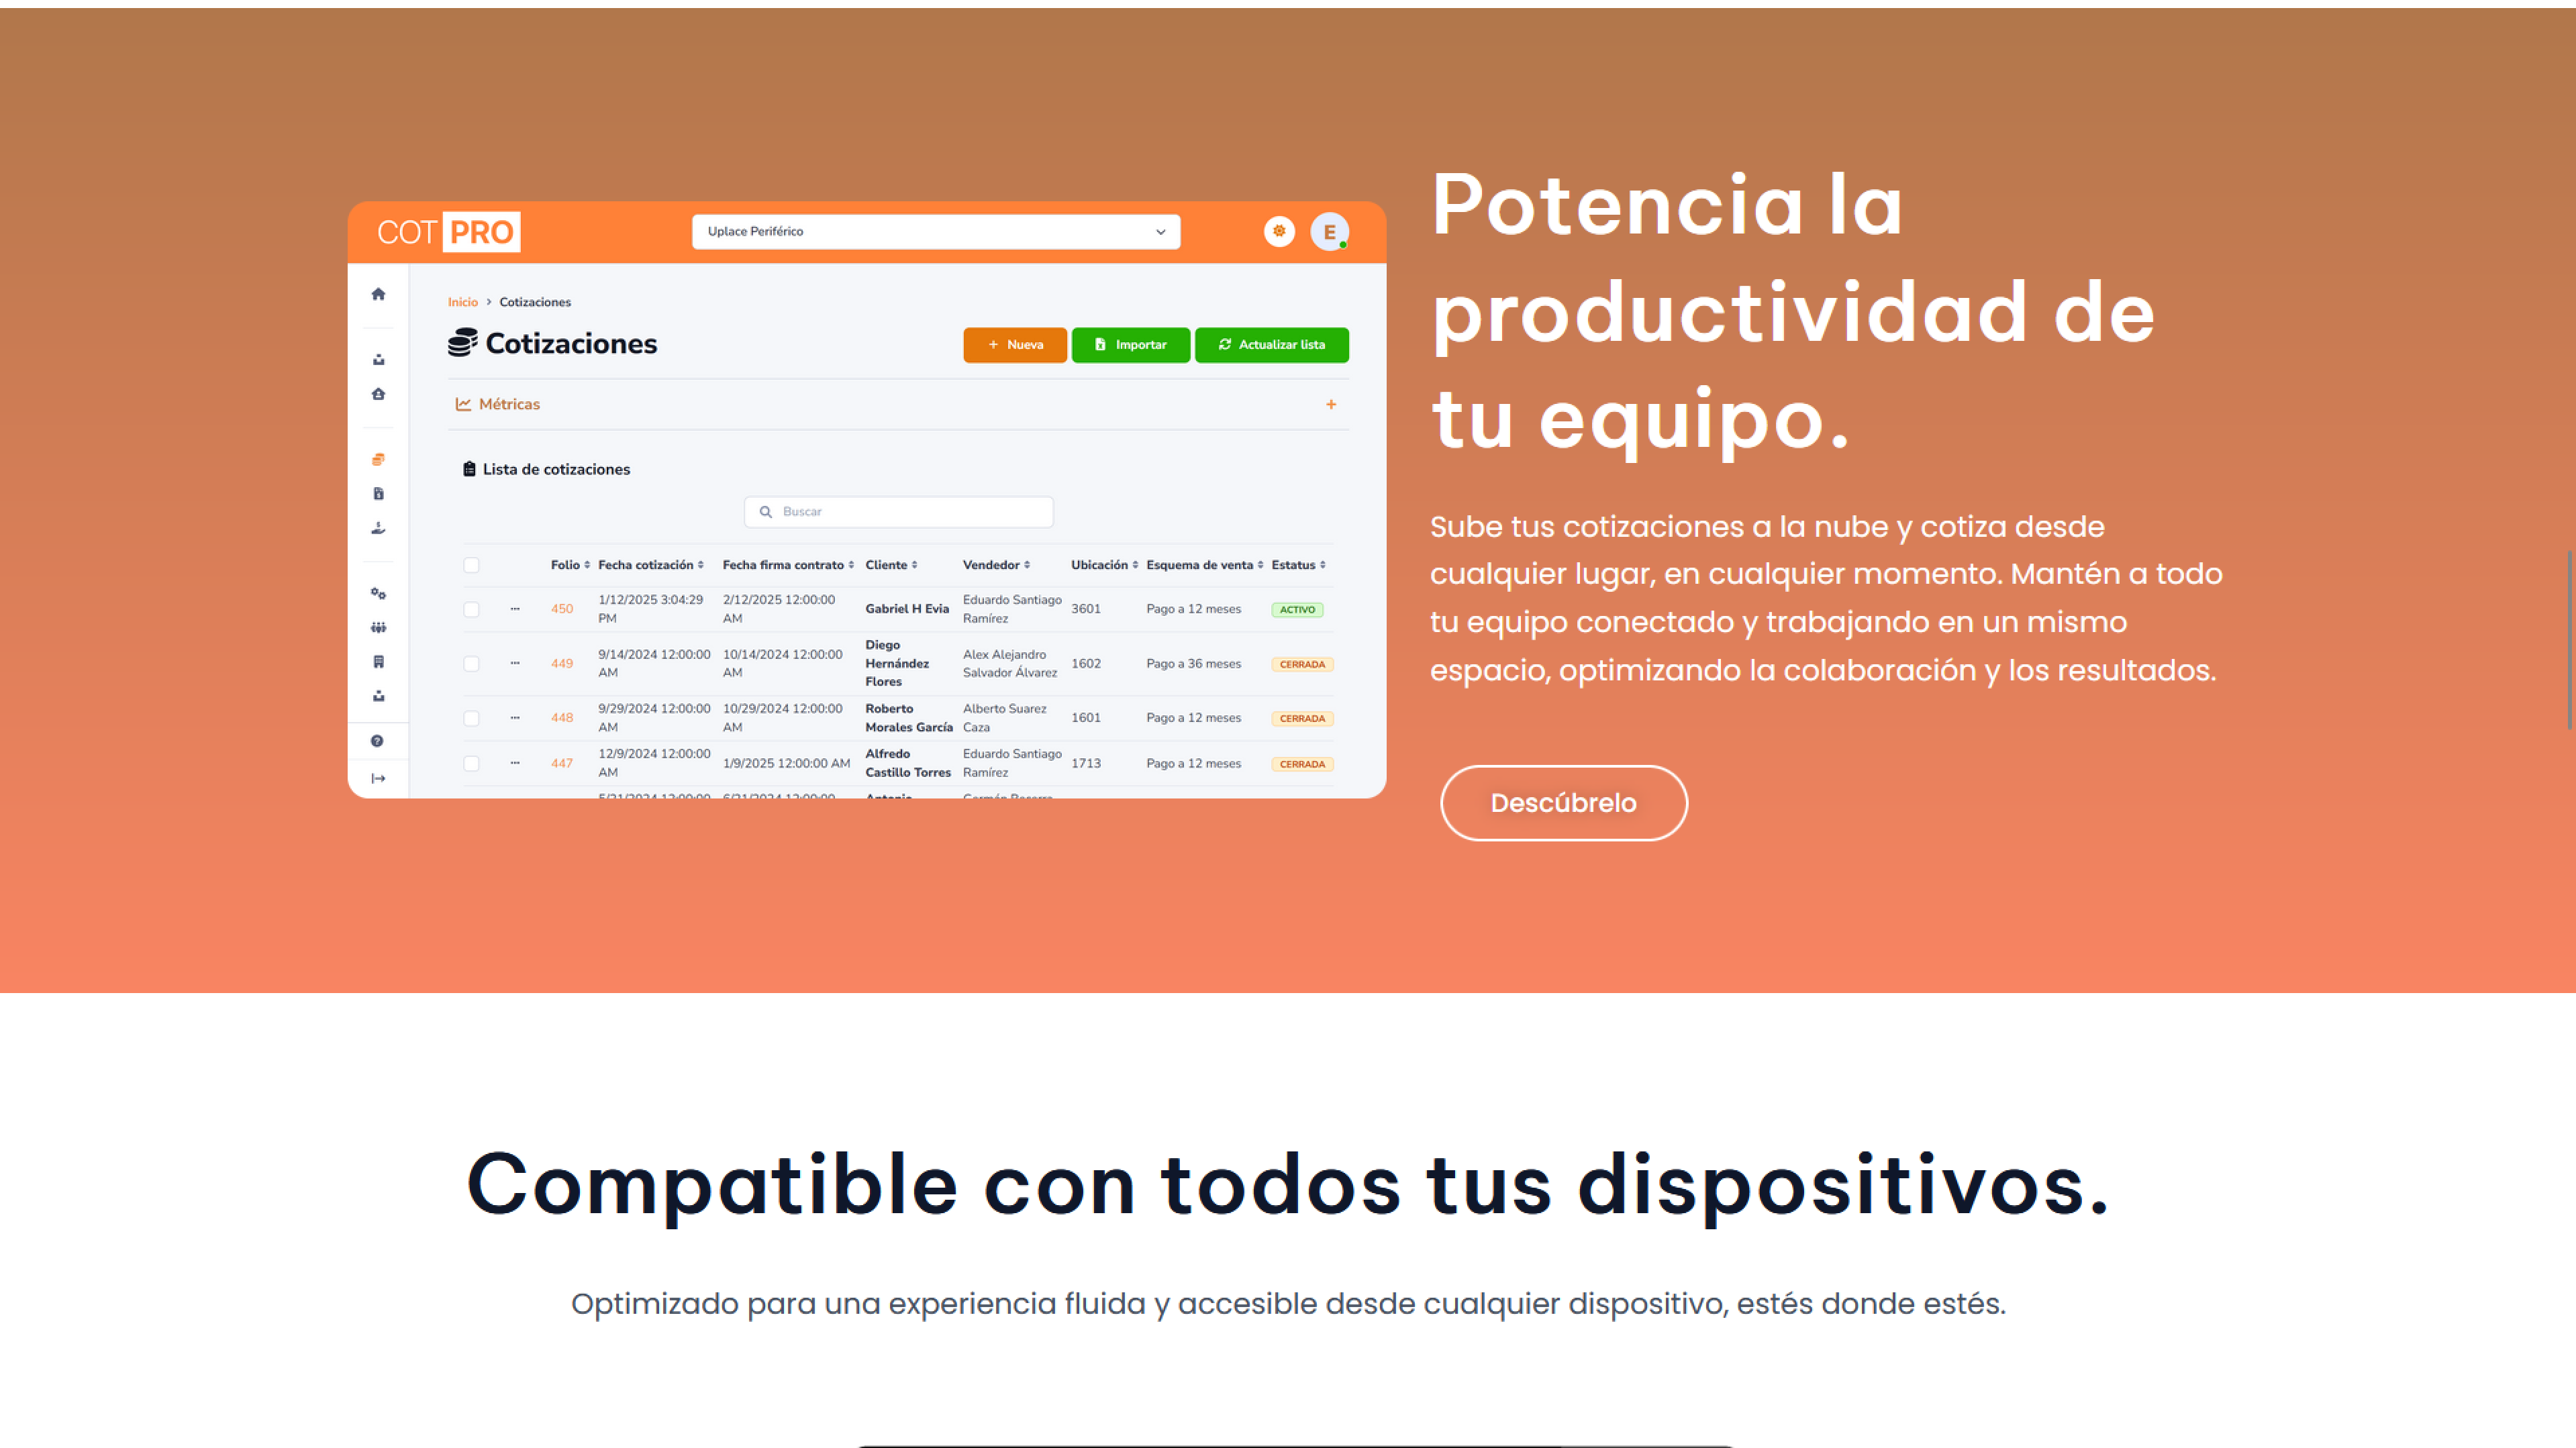 COT PRO
Uplace Periférico
E
Inicio > Cotizaciones
Cotizaciones
+ Nueva
Importar
Actualizar lista
Métricas
+
Lista de cotizaciones
Buscar
Folio Fecha cotización Fecha firma contrato Cliente Vendedor Ubicación Esquema de venta Estatus
450 1/12/2025 3:04:29 PM 2/12/2025 12:00:00 AM Gabriel H Evia Eduardo Santiago Ramírez 3601 Pago a 12 meses ACTIVO
449 9/14/2024 12:00:00 AM 10/14/2024 12:00:00 AM Diego Hernández Flores Alex Alejandro Salvador Álvarez 1602 Pago a 36 meses CERRADA
448 9/29/2024 12:00:00 AM 10/29/2024 12:00:00 AM Roberto Morales García Alberto Suarez Caza 1601 Pago a 12 meses CERRADA
447 12/9/2024 12:00:00 AM 1/9/2025 12:00:00 AM Alfredo Castillo Torres Eduardo Santiago Ramírez 1713 Pago a 12 meses CERRADA
Potencia la
productividad de
tu equipo.
Sube tus cotizaciones a la nube y cotiza desde
cualquier lugar, en cualquier momento. Mantén a todo
tu equipo conectado y trabajando en un mismo
espacio, optimizando la colaboración y los resultados.
Descúbrelo
Compatible con todos tus dispositivos.
Optimizado para una experiencia fluida y accesible desde cualquier dispositivo, estés donde estés.